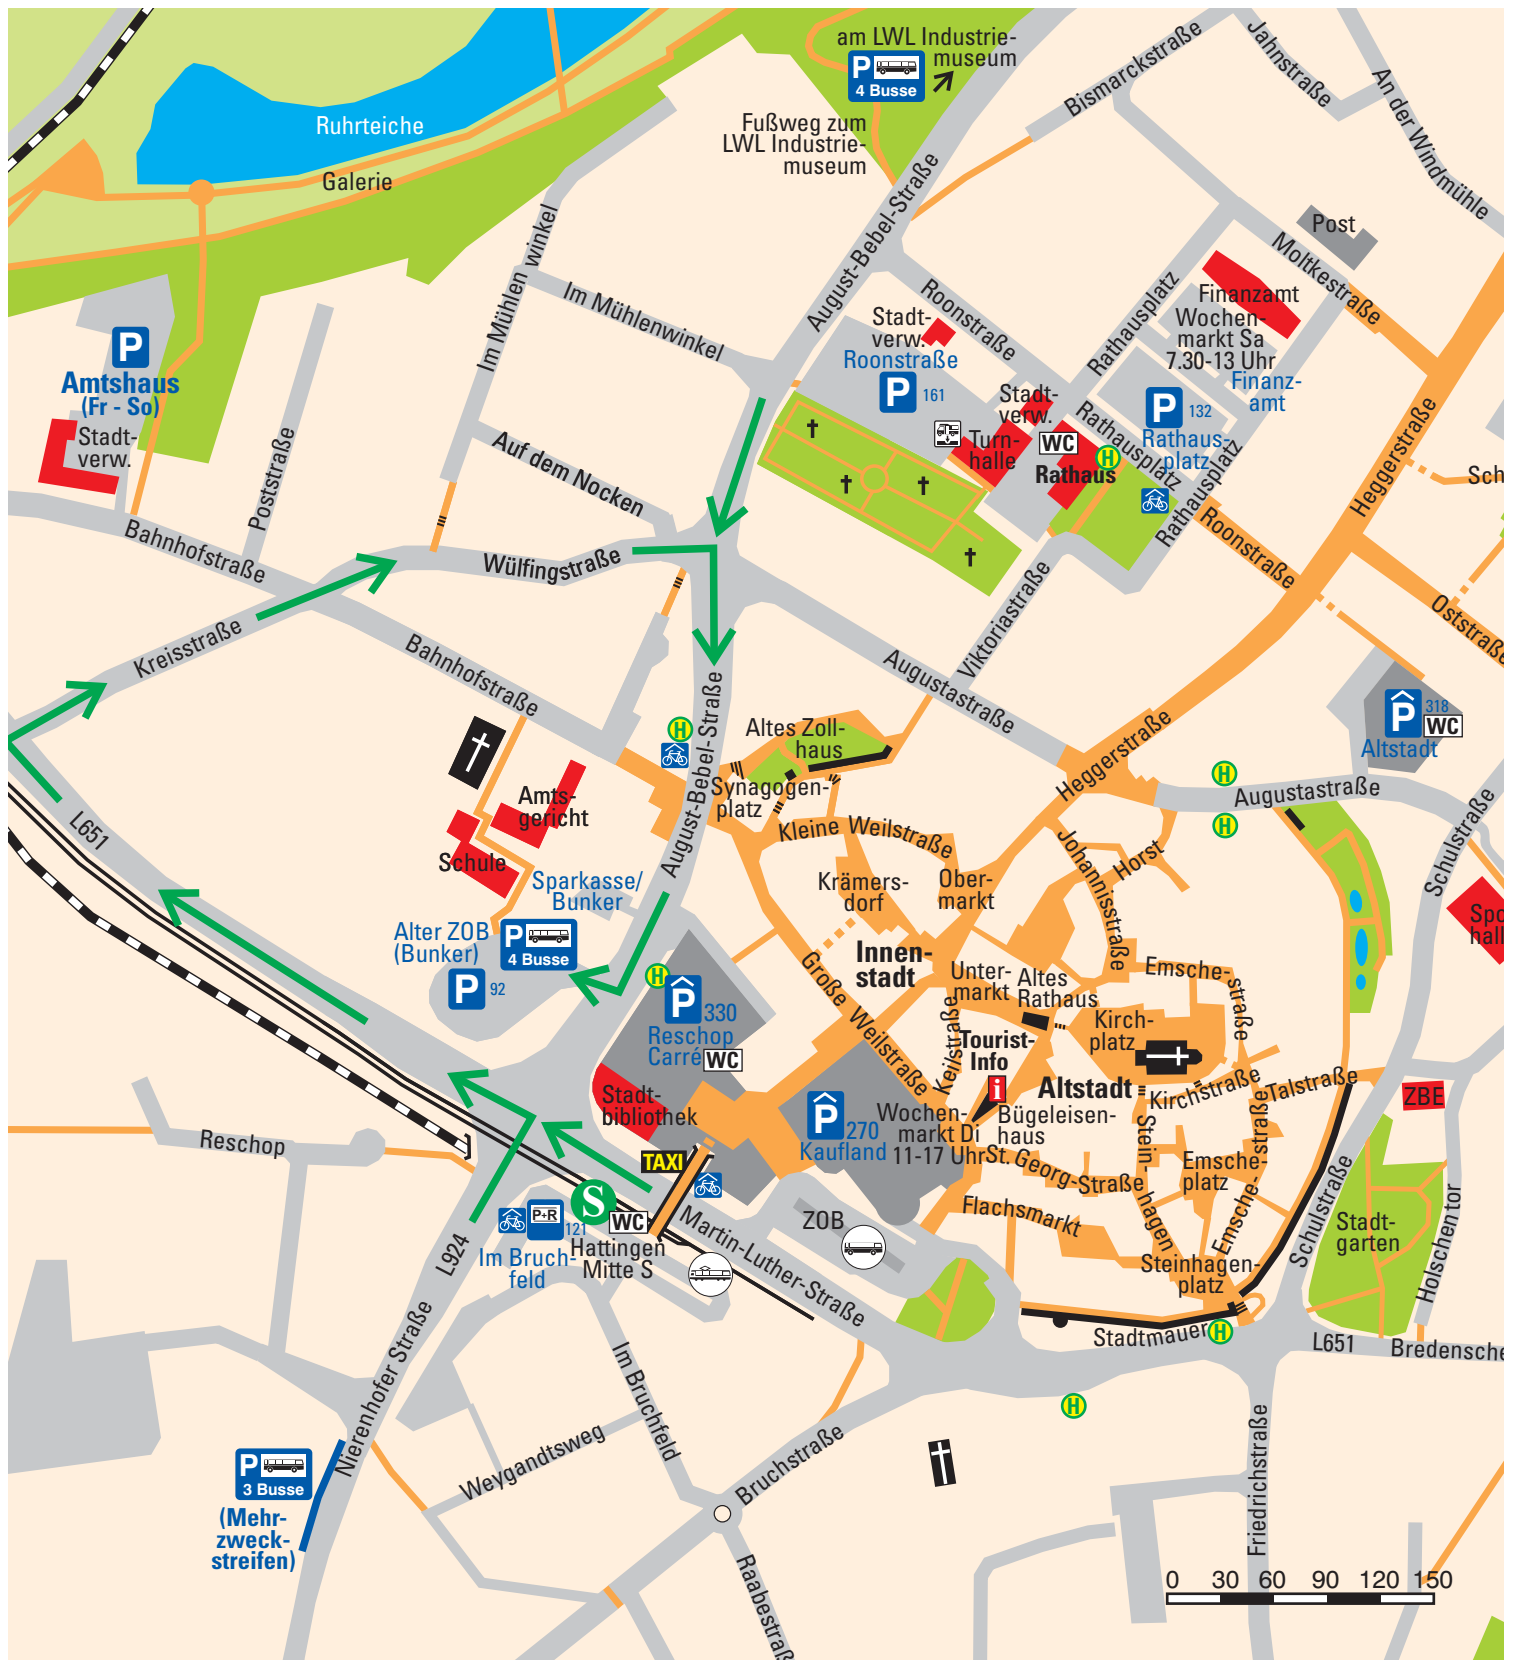 am LWL Industrie-
museum
P
4 Busse
Fußweg zum
LWL Industrie-
museum
Ruhrteiche
Galerie
Bismarckstraße
Jahnstraße
An der Windmühle
August-Bebel-Straße
Im Mühlen winkel
Im Mühlenwinkel
Post
Moltkestraße
Finanzamt
Wochen-
markt Sa
7.30-13 Uhr
Finanz-
amt
Rathausplatz
Roonstraße
Stadt-
verw.
Roonstraße
P
161
P
Amtshaus
(Fr - So)
Stadt-
verw.
Poststraße
Auf dem Nocken
Stadt-
verw.
Turn-
halle
WC
Rathaus
H
Rathausplatz
P
132
Rathaus-
platz
Rathausplatz
Roonstraße
Heggerstraße
Sch
Oststraße
Bahnhofstraße
Wülfingstraße
Kreisstraße
Bahnhofstraße
Viktoriastraße
Augustastraße
P
318
WC
Altstadt
H
August-Bebel-Straße
Altes Zoll-
haus
Synagogen-
platz
Heggerstraße
H
Augustastraße
H
Schulstraße
L651
Amts-
gericht
Schule
Sparkasse/
Bunker
Alter ZOB
(Bunker)
P
92
P
4 Busse
Kleine Weilstraße
Krämers-
dorf
Ober-
markt
Johannisstraße
Horst
Spo
hall
Innen-
stadt
Große Weilstraße
Unter-
markt
Altes
Rathaus
Emsche-
straße
Kirch-
platz
H
P
330
Reschop
Carré
WC
Stadt-
bibliothek
Keilstraße
Tourist-
Info
i
Altstadt
Kirchstraße
Talstraße
ZBE
P
270
Kaufland
Wochen-
markt Di
11-17 Uhr
Bügeleisen-
haus
St. Georg-Straße
Stein-
hagen
Emsche-
platz
Emsche-
straße
Flachsmarkt
Steinhagen-
platz
Reschop
TAXI
S
WC
P+R
121
Im Bruch-
feld
Hattingen
Mitte S
Martin-Luther-Straße
ZOB
Stadt-
garten
Schulstraße
Holschentor
L924
Nierenhofer Straße
Stadtmauer
H
L651
Bredensche
H
Im Bruchfeld
Weygandtsweg
Bruchstraße
Friedrichstraße
Raabestraß
P
3 Busse
(Mehr-
zweck-
streifen)
0 30 60 90 120 150